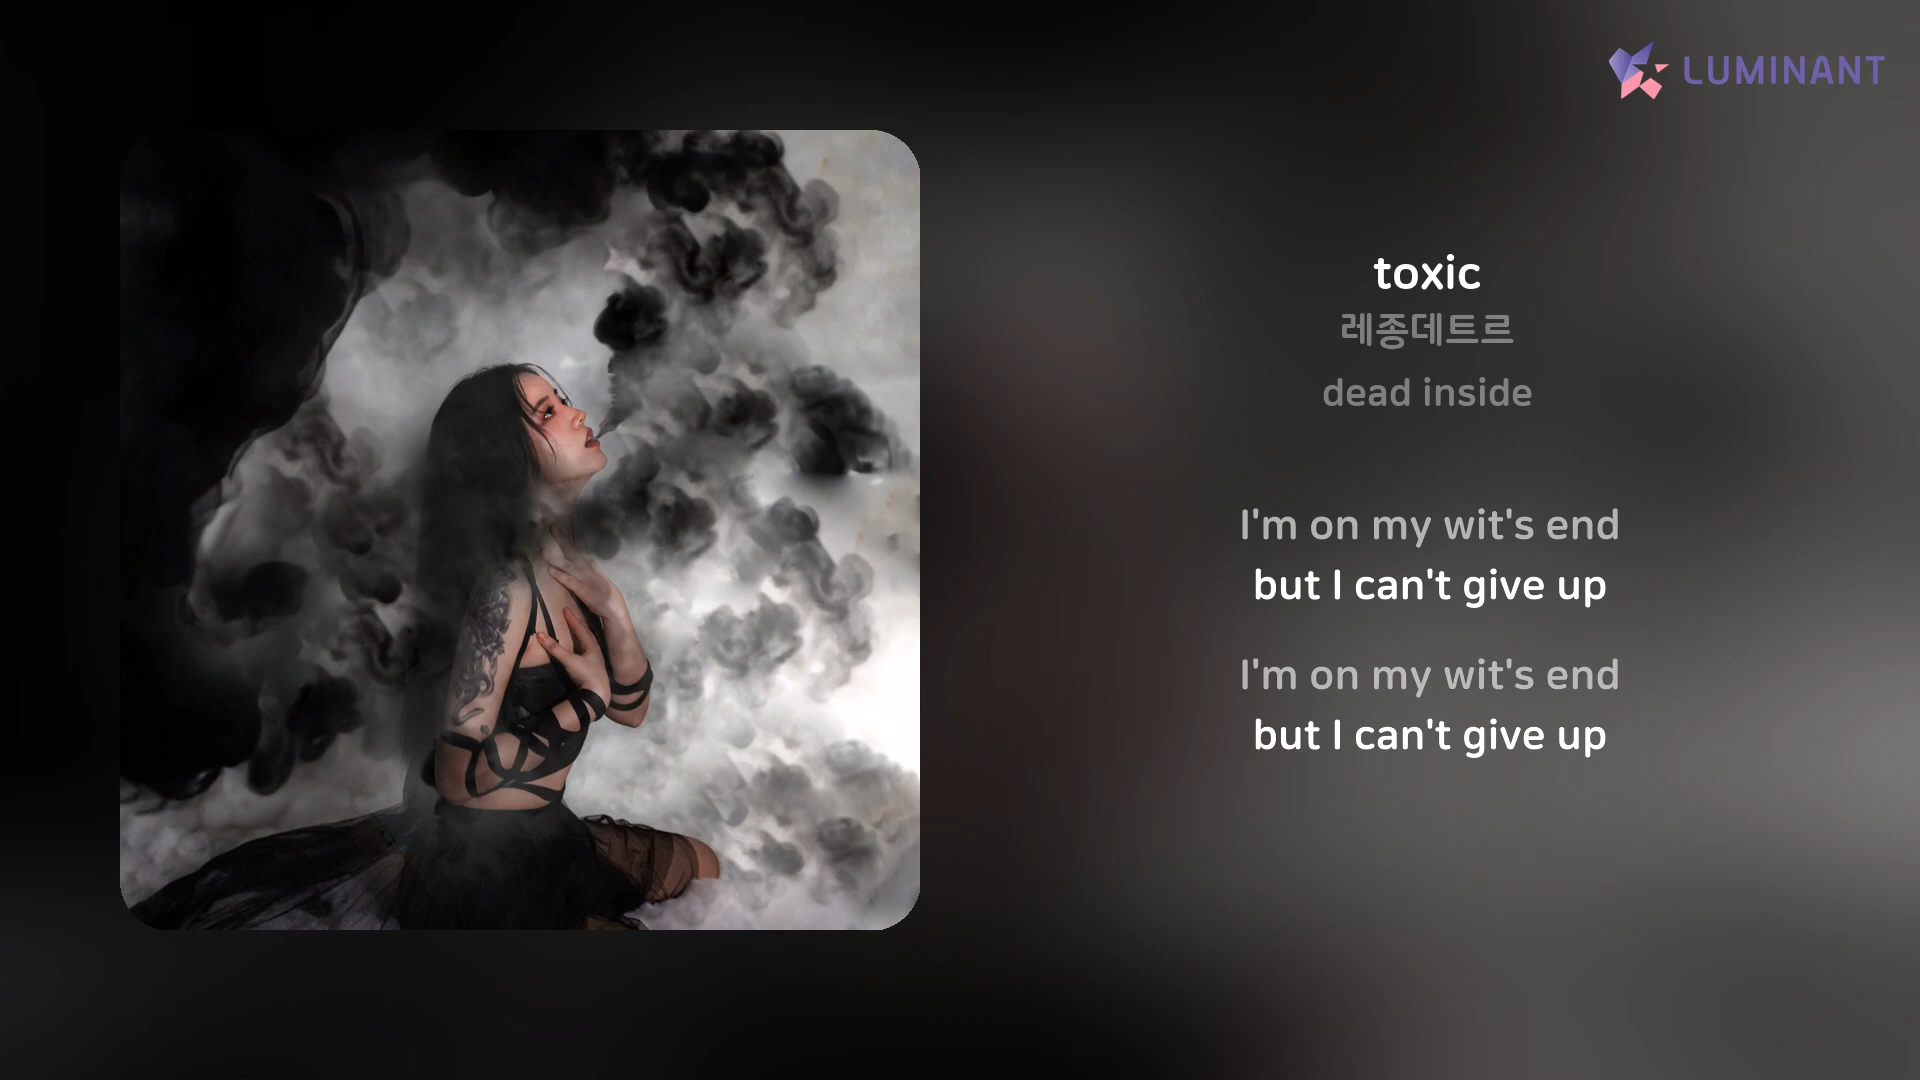 LUMINANT
toxic
레종데트르
dead inside
I'm on my wit's end
but I can't give up
I'm on my wit's end
but I can't give up